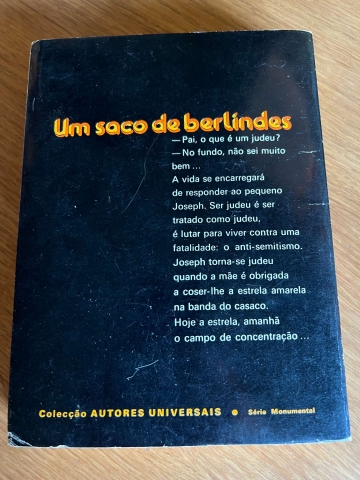 Um saco de berlindes
— Pai, o que é um judeu?
— No fundo, não sei muito
bem ...
A vida se encarregará
de responder ao pequeno
Joseph. Ser judeu é ser
tratado como judeu,
é lutar para viver contra uma
fatalidade: o anti-semitismo.
Joseph torna-se judeu
quando a mãe é obrigada
a coser-lhe a estrela amarela
na banda do casaco.
Hoje a estrela, amanhã
o campo de concentração ...
Colecção AUTORES UNIVERSAIS ● Série Monumental